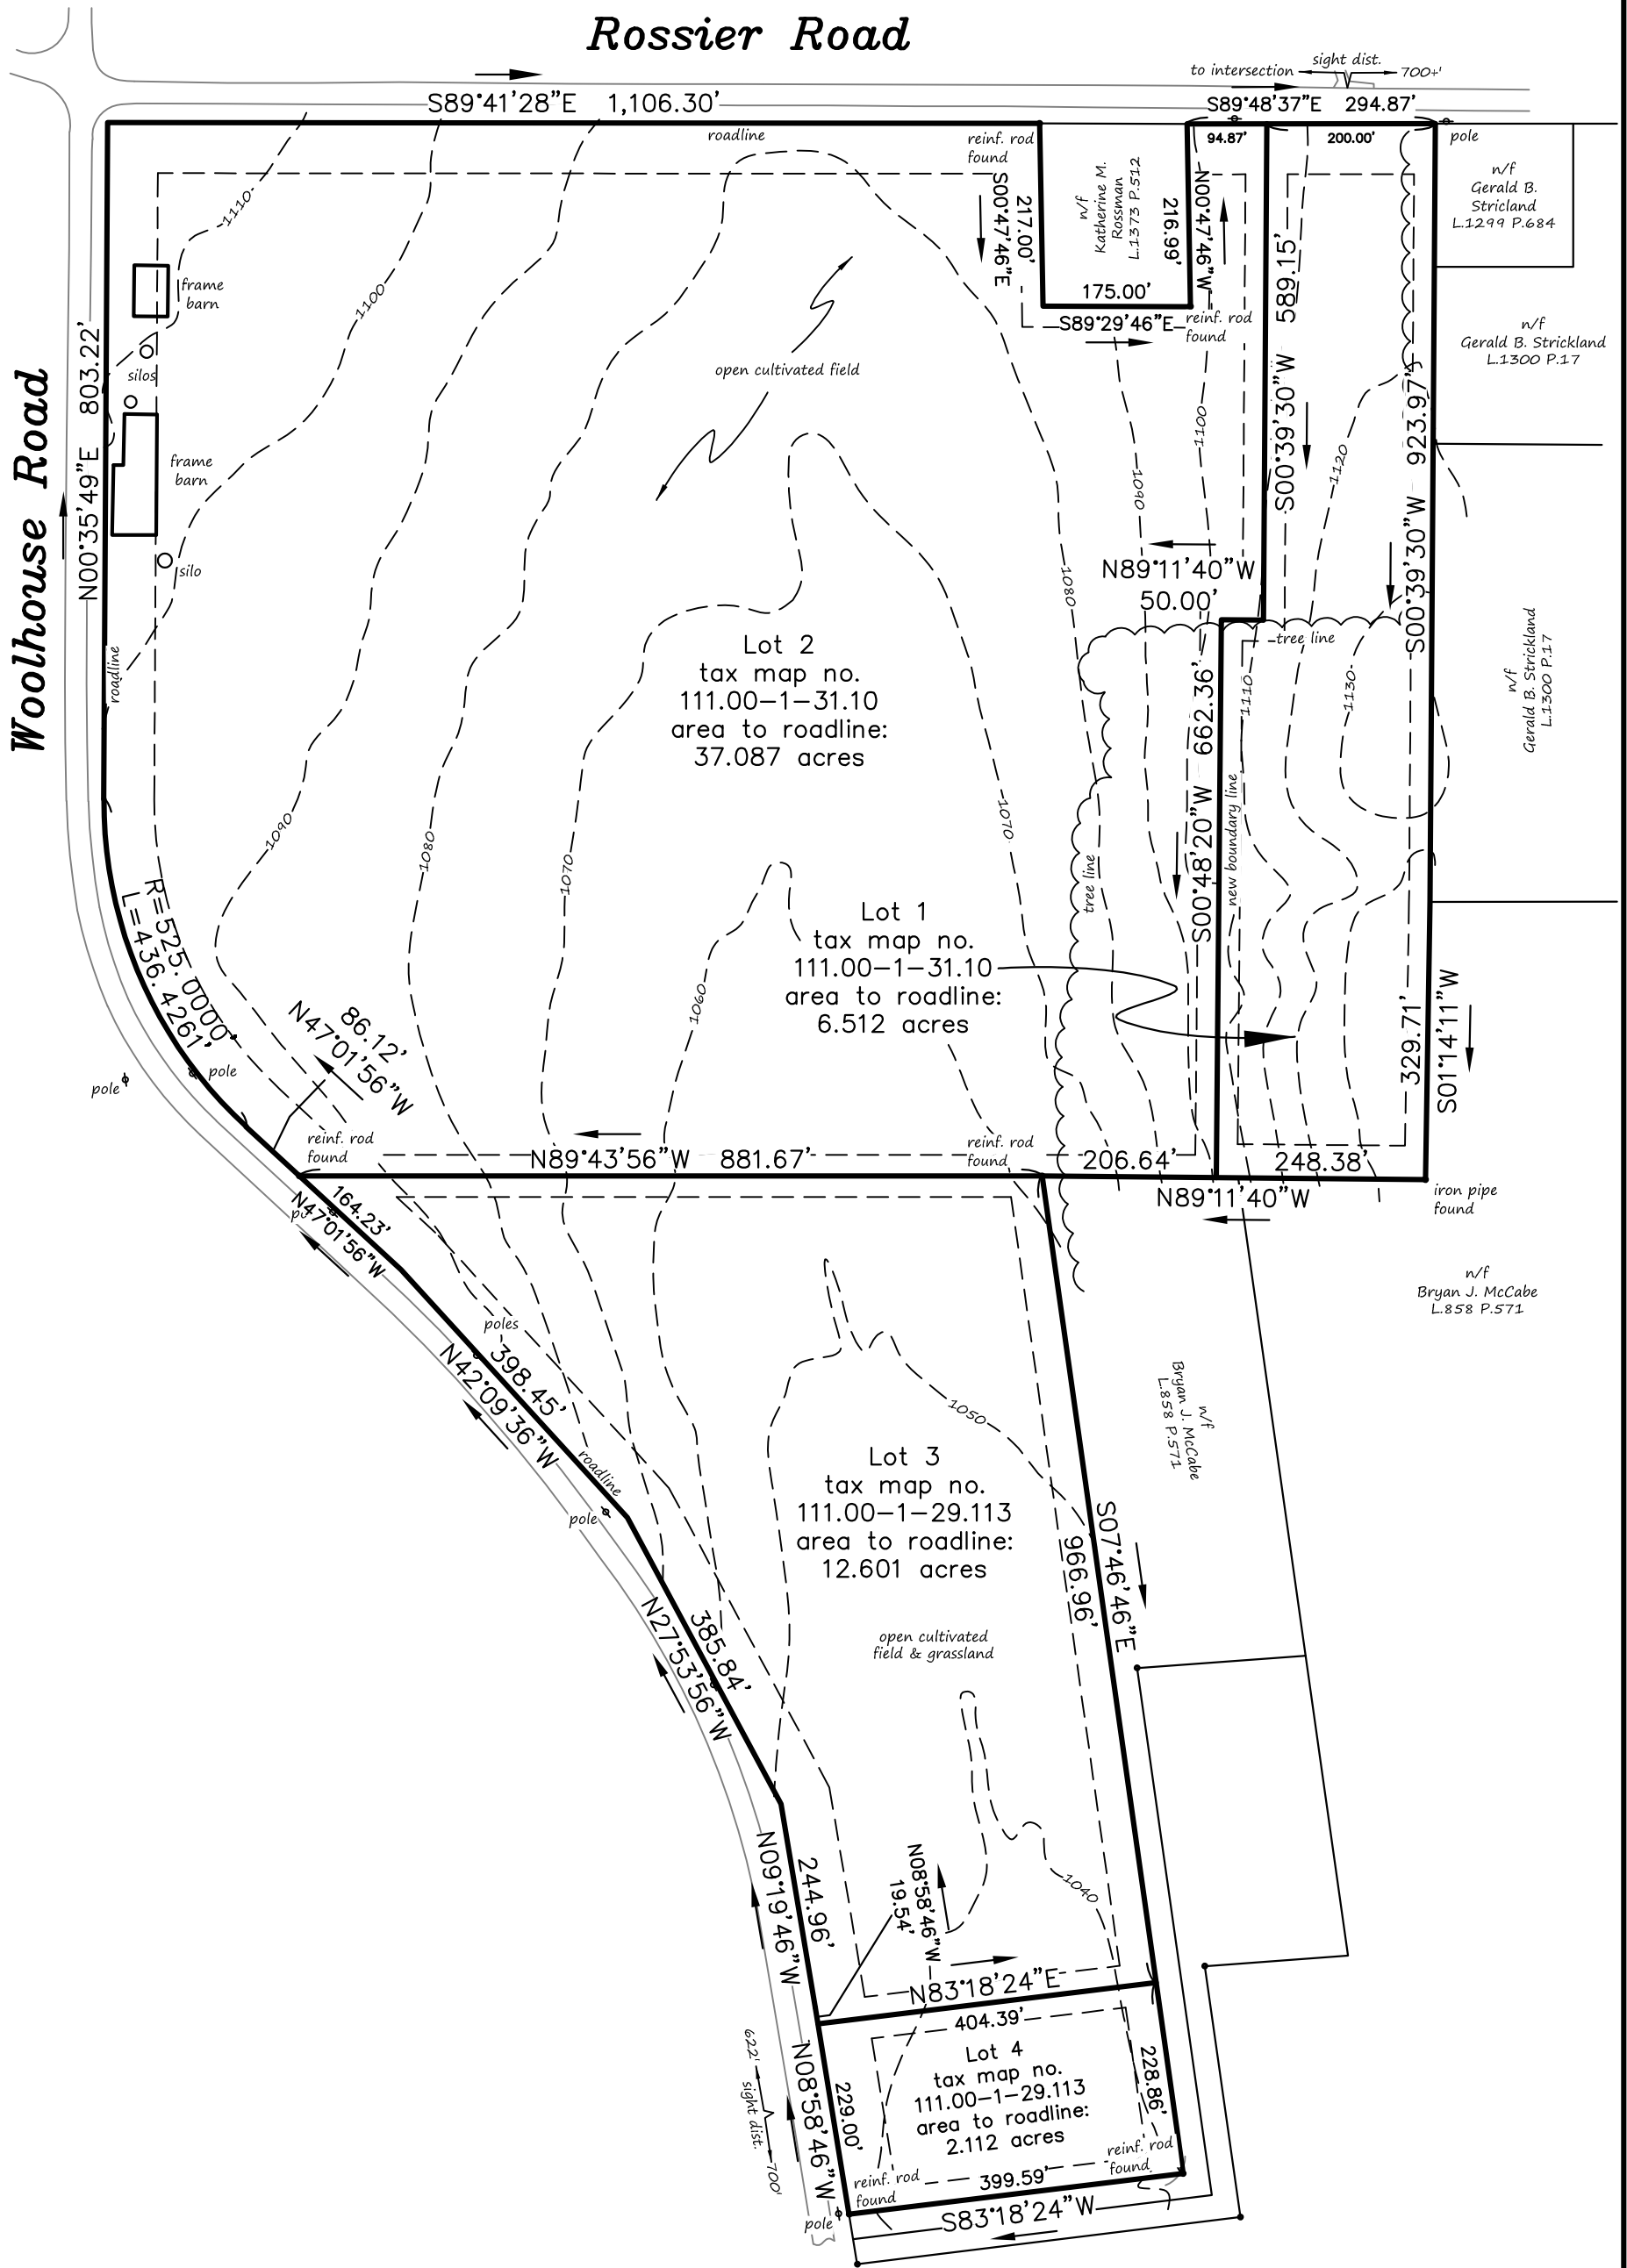 Rossier Road
sight dist.
to intersection
700+'
S89°41'28"E 1,106.30'
S89°48'37"E 294.87'
roadline
reinf. rod
found
94.87'
200.00'
pole
n/f
Katherine M.
Rossman
L.1373 P.512
n/f
Gerald B.
Stricland
L.1299 P.684
S00°47'46"E
217.00'
216.99'
N00°47'46"W
175.00'
S89°29'46"E
reinf. rod
found
1110
frame
barn
1100
silos
open cultivated field
n/f
Gerald B. Strickland
L.1300 P.17
589.15'
S00°39'30"W
923.97'
S00°39'30"W
Woolhouse Road
N00°35'49"E 803.22'
frame
barn
silo
1090
1100
1120
1080
N89°11'40"W
50.00'
tree line
roadline
Lot 2
tax map no.
111.00-1-31.10
area to roadline:
37.087 acres
S00°48'20"W 662.36'
1110
1130
new boundary line
n/f
Gerald B. Strickland
L.1300 P.17
1090
1080
1070
1070
tree line
R=525.0000'
L=436.4261'
Lot 1
tax map no.
111.00-1-31.10
area to roadline:
6.512 acres
1060
86.12'
N47°01'56"W
pole
pole
329.71'
S01°14'11"W
reinf. rod
found
N89°43'56"W 881.67'
reinf. rod
found
206.64'
248.38'
N89°11'40"W
iron pipe
found
164.23'
N47°01'56"W
n/f
Bryan J. McCabe
L.858 P.571
poles
398.45'
N42°09'36"W
roadline
pole
1050
n/f
Bryan J. McCabe
L.858 P.571
Lot 3
tax map no.
111.00-1-29.113
area to roadline:
12.601 acres
S07°46'46"E
966.96'
open cultivated
field & grassland
385.84'
N27°53'56"W
1040
244.96'
N09°19'46"W
N08°58'46"W
19.54'
N83°18'24"E
404.39'
Lot 4
tax map no.
111.00-1-29.113
area to roadline:
2.112 acres
622'
sight dist.
700'
N08°58'46"W
229.00'
228.86'
reinf. rod
found
reinf. rod
found
399.59'
S83°18'24"W
pole